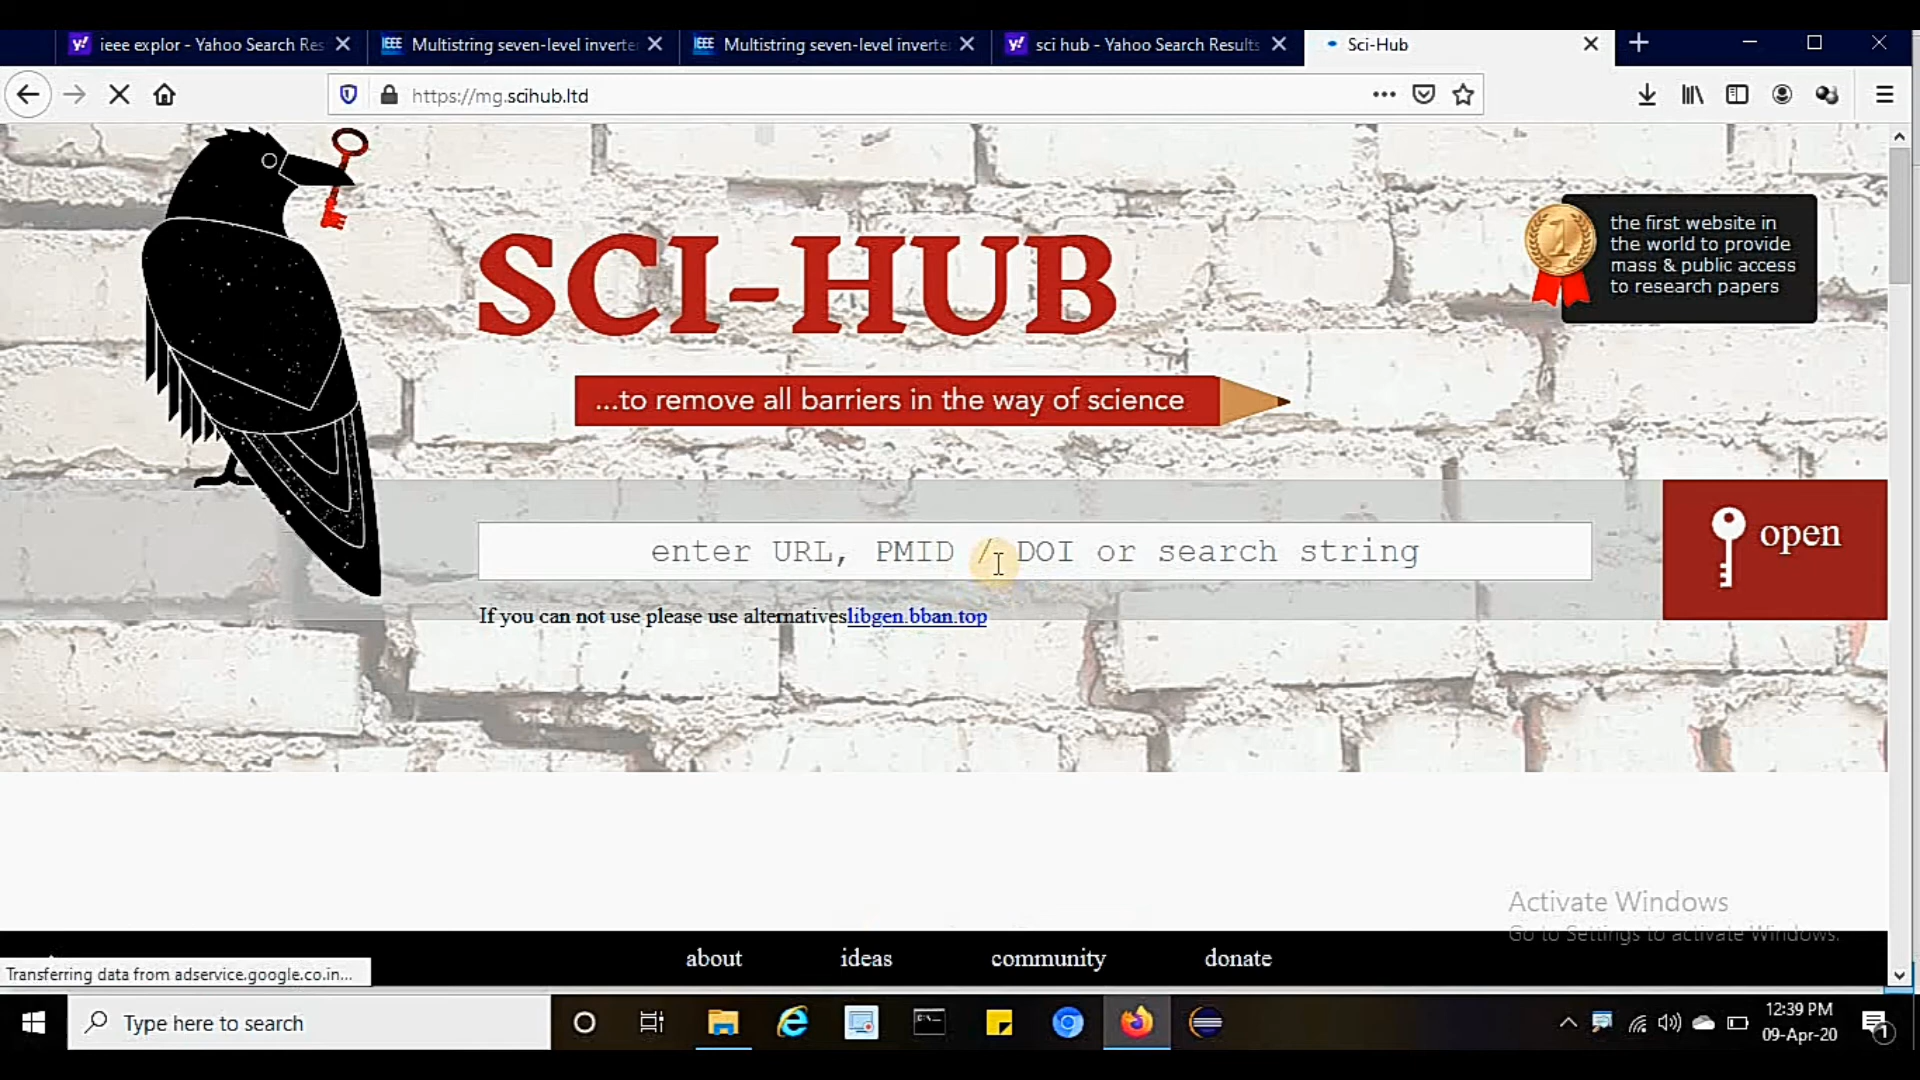 ieee explor - Yahoo Search Res
Multistring seven-level inverte
Multistring seven-level inverte
sci hub - Yahoo Search Results
Sci-Hub
https://mg.scihub.ltd
the first website in
the world to provide
mass & public access
to research papers
SCI-HUB
...to remove all barriers in the way of science
enter URL, PMID / DOI or search string
open
If you can not use please use alternativeslibgen.bban.top
Activate Windows
Go to Settings to activate Windows.
about ideas community donate
Transferring data from adservice.google.co.in...
Type here to search
12:39 PM
09-Apr-20
1